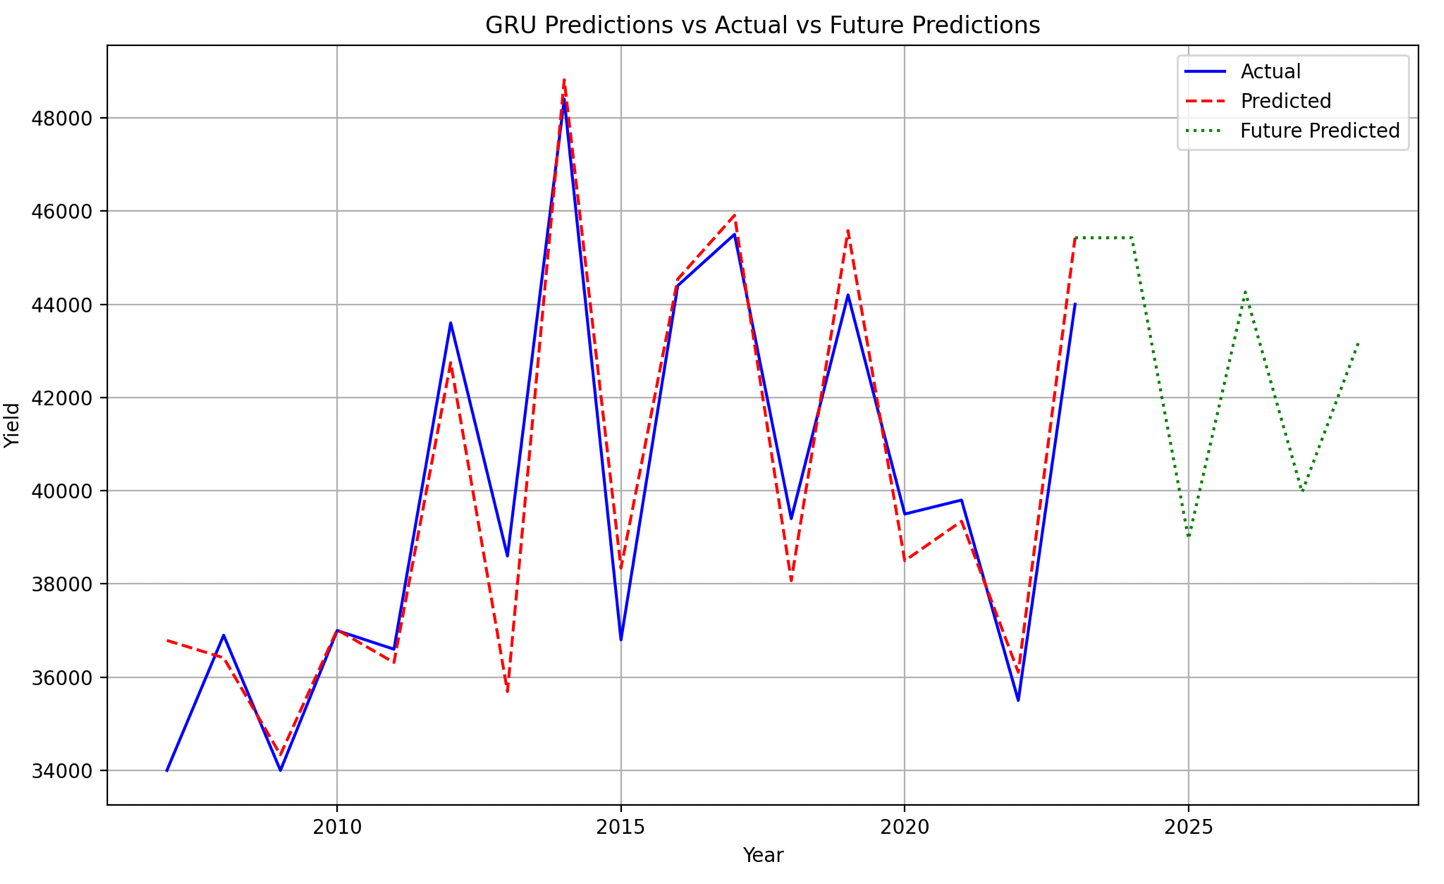 GRU Predictions vs Actual vs Future Predictions
Actual
Predicted
Future Predicted
48000
46000
44000
42000
40000
38000
36000
34000
Yield
2010
2015
2020
2025
Year